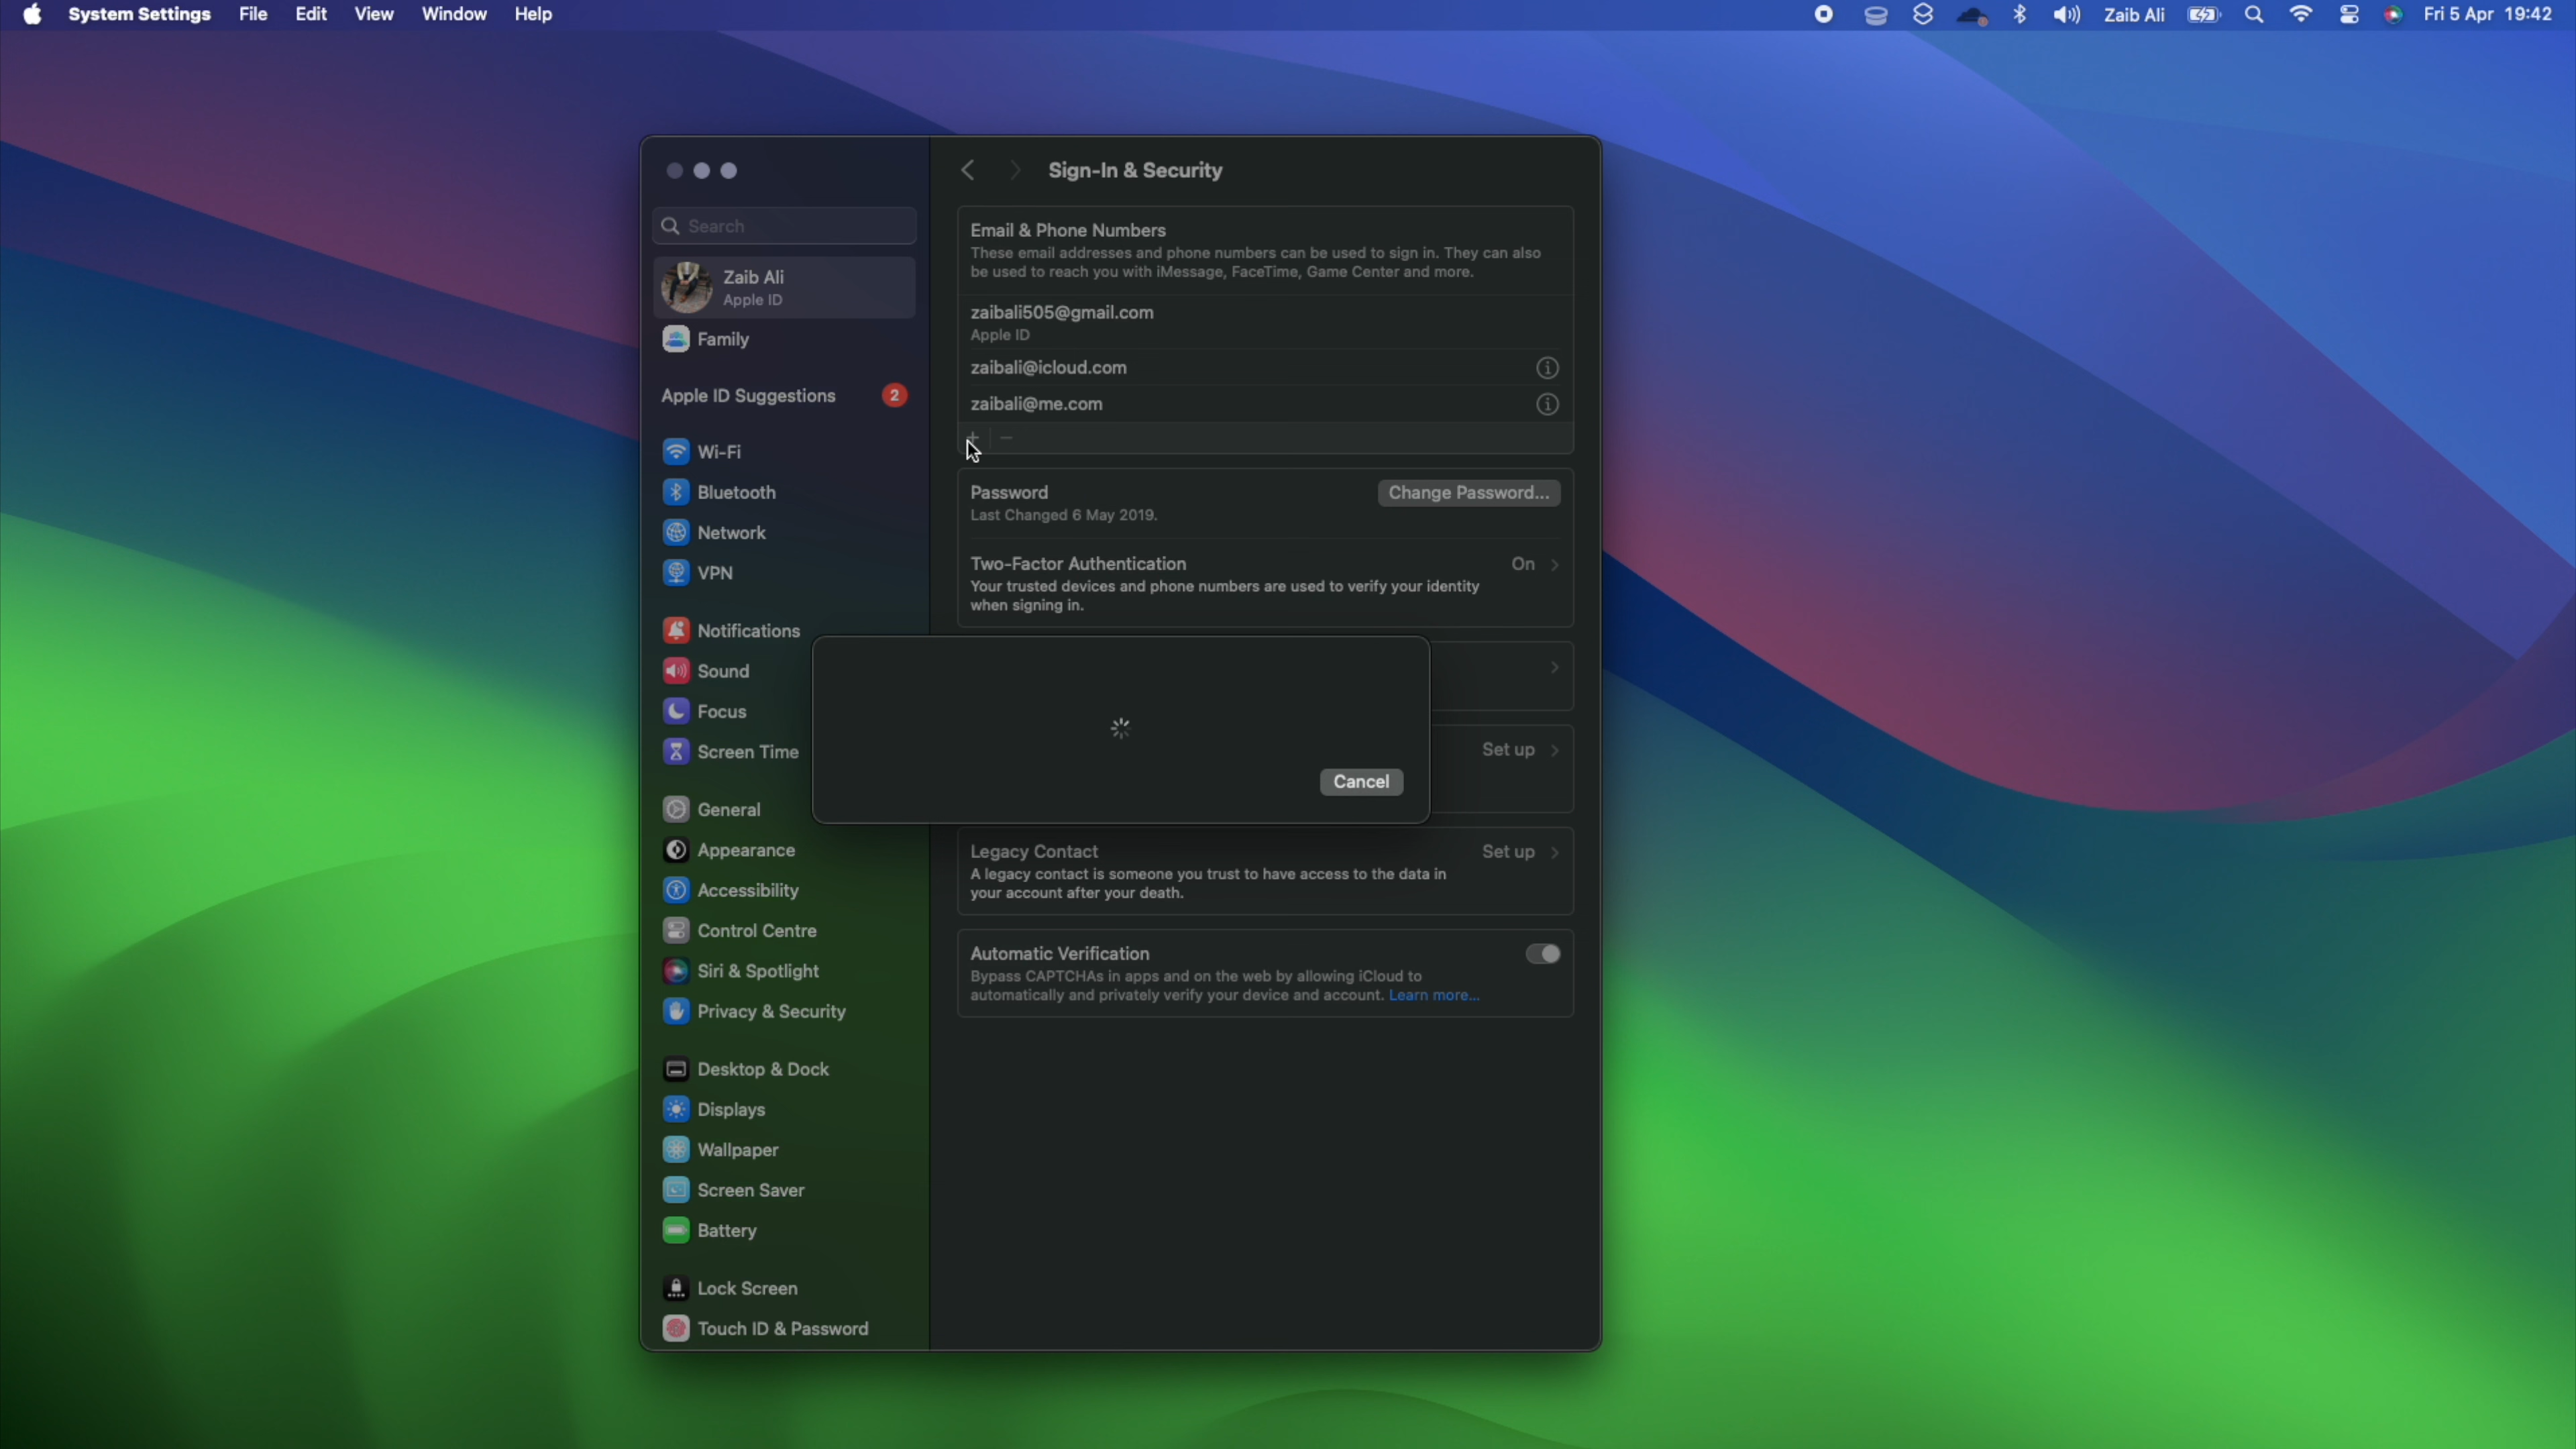 System Settings File Edit View Window Help
Zaib Ali Fri 5 Apr 19:42
Search
Zaib Ali
Apple ID
Family
Apple ID Suggestions 2
Wi-Fi
Bluetooth
Network
VPN
Notifications
Sound
Focus
Screen Time
General
Appearance
Accessibility
Control Centre
Siri & Spotlight
Privacy & Security
Desktop & Dock
Displays
Wallpaper
Screen Saver
Battery
Lock Screen
Touch ID & Password
Sign-In & Security
Email & Phone Numbers
These email addresses and phone numbers can be used to sign in. They can also
be used to reach you with iMessage, FaceTime, Game Center and more.
zaibali505@gmail.com
Apple ID
zaibali@icloud.com
zaibali@me.com
Password Change Password...
Last Changed 6 May 2019.
Two-Factor Authentication On
Your trusted devices and phone numbers are used to verify your identity
when signing in.
Set up
Cancel
Legacy Contact Set up
A legacy contact is someone you trust to have access to the data in
your account after your death.
Automatic Verification
Bypass CAPTCHAs in apps and on the web by allowing iCloud to
automatically and privately verify your device and account. Learn more...